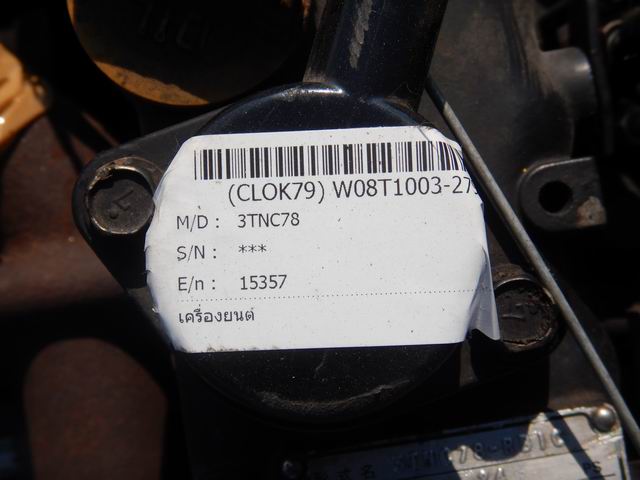 (CLOK79) W08T1003-27
M/D : 3TNC78
S/N : ***
E/n : 15357
เครื่องยนต์